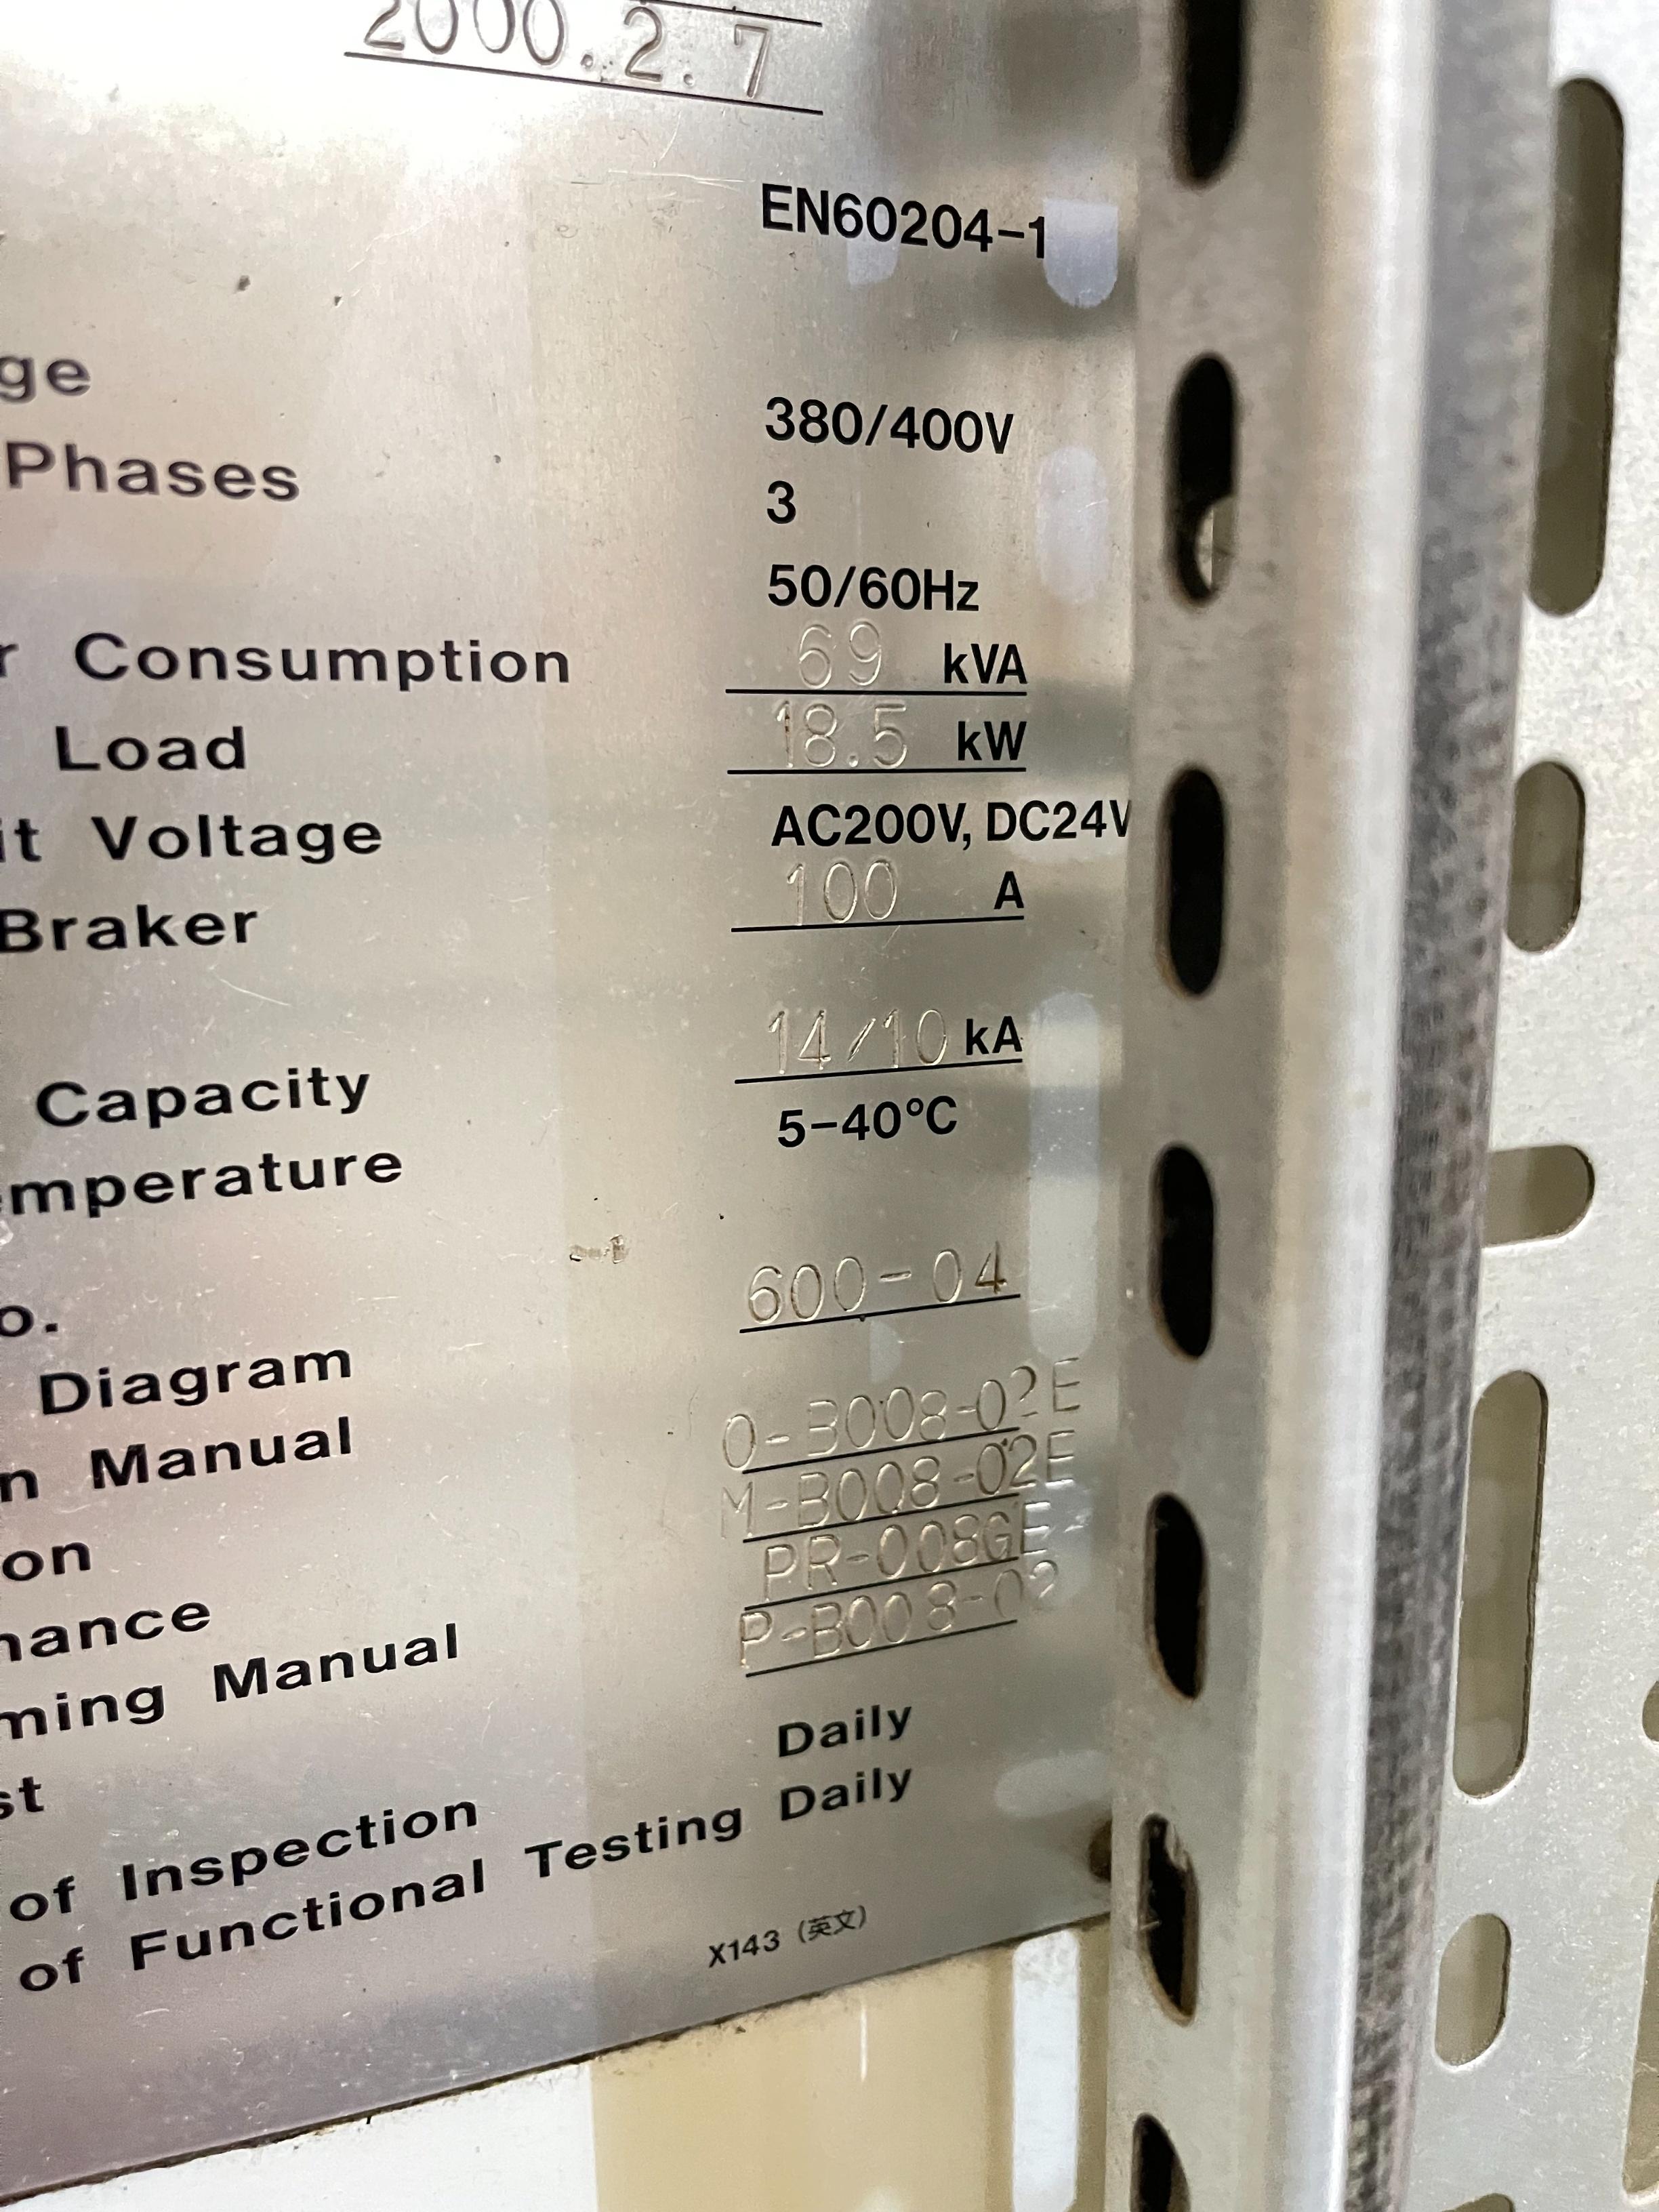 2000.2.7
EN60204-1
ge 380/400V
Phases 3
50/60Hz
r Consumption 69 kVA
Load 18.5 kW
it Voltage AC200V, DC24V
Braker 100 A
Capacity 14/10 kA
emperature 5-40°C
o. 600-04
Diagram
n Manual O-B008-02E
on M-B008-02E
nance PR-008GE
ming Manual P-B008-02
st
of Inspection Daily
of Functional Testing Daily
X143 (英文)